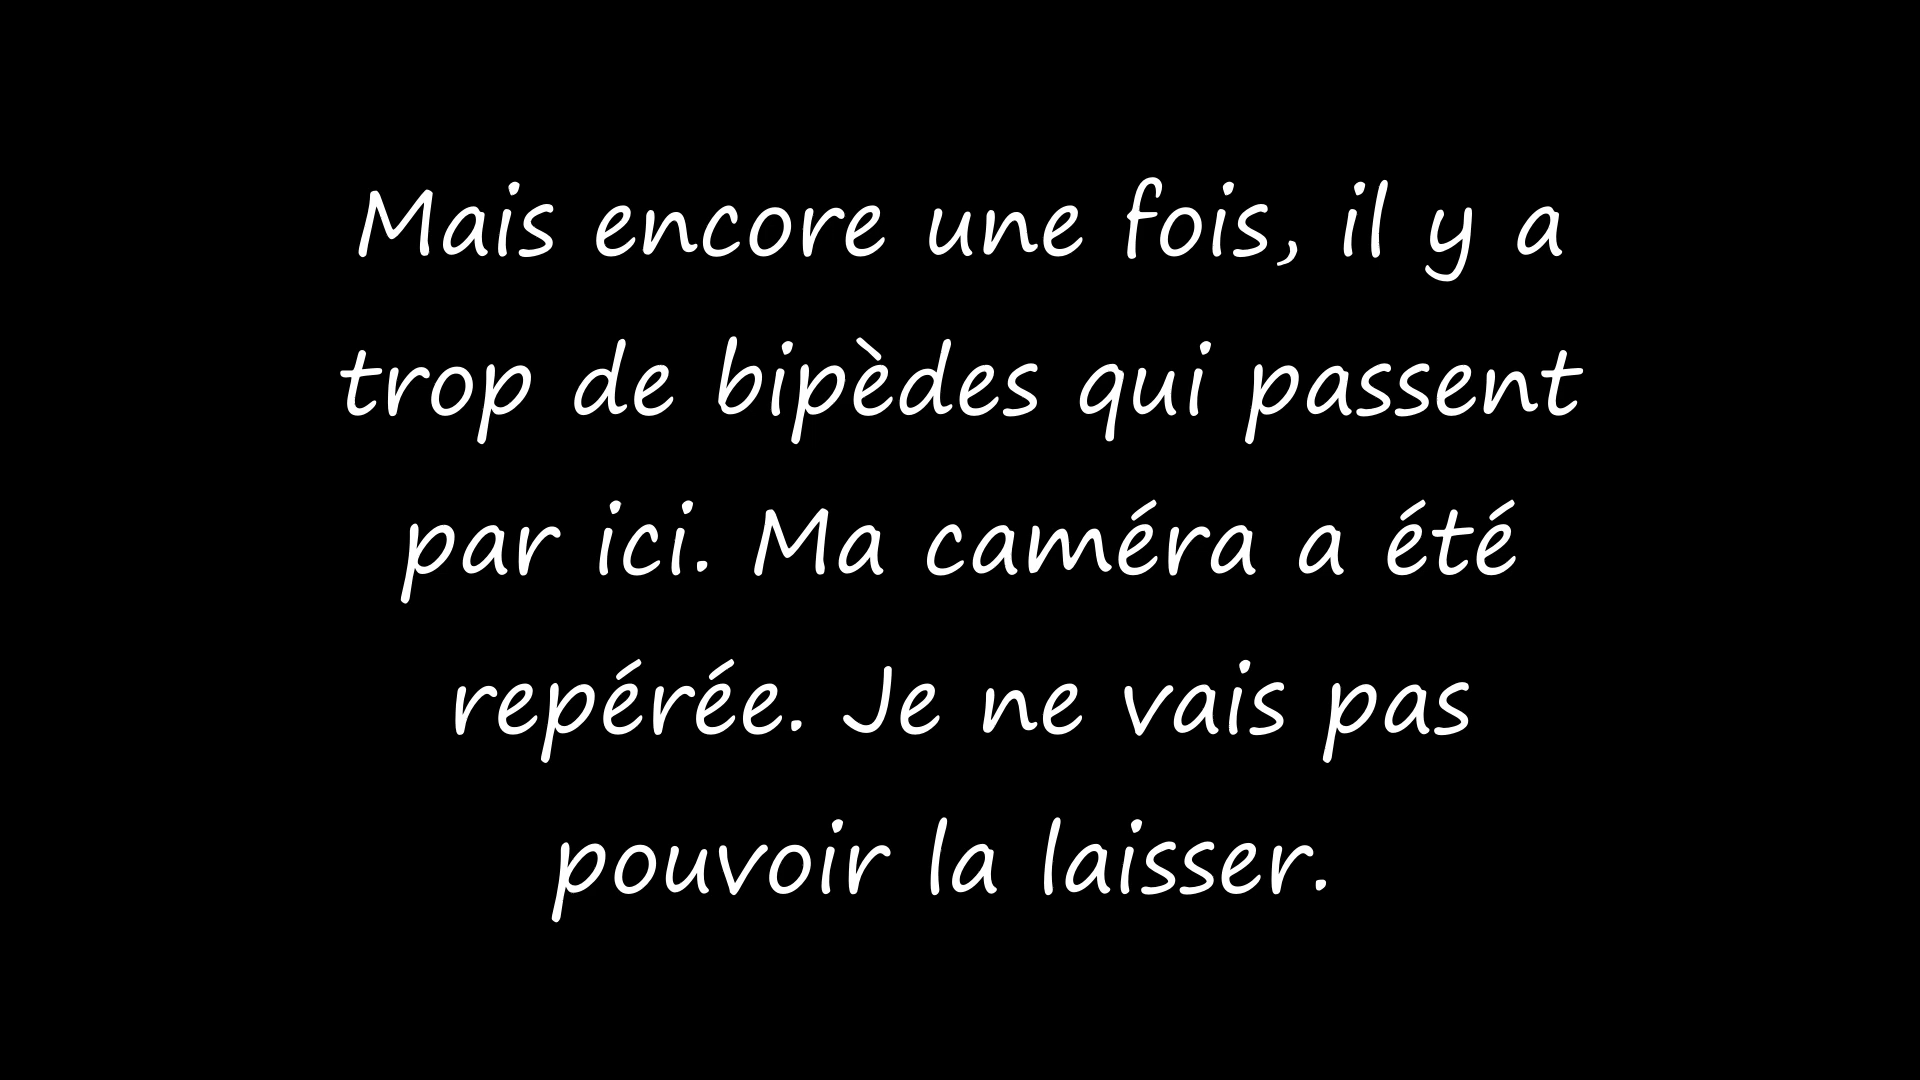 Mais encore une fois, il y a
trop de bipèdes qui passent
par ici. Ma caméra a été
repérée. Je ne vais pas
pouvoir la laisser.